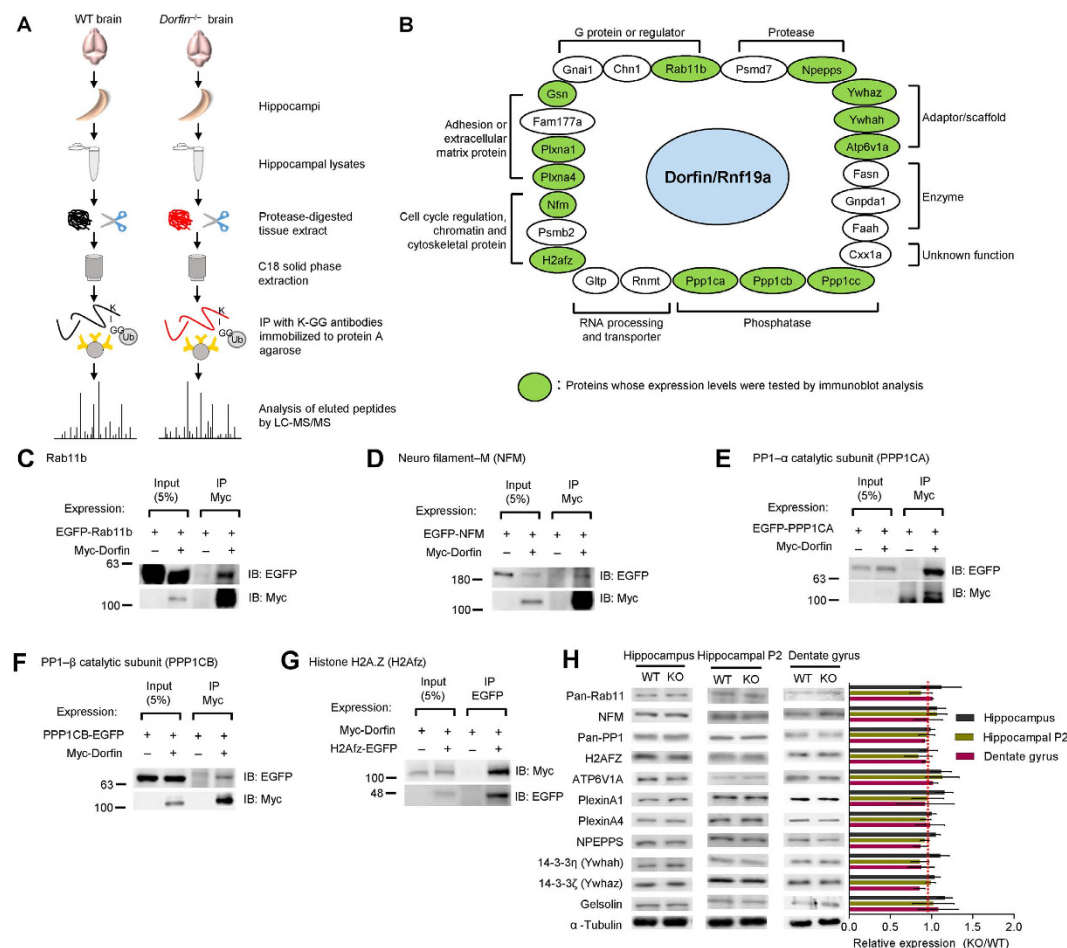 A
WT brain
Dorfin–/– brain
Hippocampi
Hippocampal lysates
Protease-digested
tissue extract
C18 solid phase
extraction
K
GG
Ub
K
GG
Ub
IP with K-GG antibodies
immobilized to protein A
agarose
Analysis of eluted peptides
by LC-MS/MS
B
G protein or regulator
Protease
Gnai1
Chn1
Rab11b
Psmd7
Npepps
Gsn
Fam177a
Plxna1
Plxna4
Nfm
Psmb2
H2afz
Adhesion or
extracellular
matrix protein
Cell cycle regulation,
chromatin and
cytoskeletal protein
Dorfin/Rnf19a
Ywhaz
Ywhah
Atp6v1a
Fasn
Gnpda1
Faah
Cxx1a
Adaptor/scaffold
Enzyme
Unknown function
Gltp
Rnmt
Ppp1ca
Ppp1cb
Ppp1cc
RNA processing
and transporter
Phosphatase
: Proteins whose expression levels were tested by immunoblot analysis
C
Rab11b
Input
(5%)
IP
Myc
Expression:
EGFP-Rab11b + + + +
Myc-Dorfin – + – +
63
IB: EGFP
100
IB: Myc
D
Neuro filament–M (NFM)
Input
(5%)
IP
Myc
Expression:
EGFP-NFM + + + +
Myc-Dorfin – + – +
180
IB: EGFP
100
IB: Myc
E
PP1–α catalytic subunit (PPP1CA)
Input
(5%)
IP
Myc
Expression:
EGFP-PPP1CA + + + +
Myc-Dorfin – + – +
63
IB: EGFP
100
IB: Myc
F
PP1–β catalytic subunit (PPP1CB)
Input
(5%)
IP
Myc
Expression:
PPP1CB-EGFP + + + +
Myc-Dorfin – + – +
63
IB: EGFP
100
IB: Myc
G
Histone H2A.Z (H2Afz)
Input
(5%)
IP
EGFP
Expression:
Myc-Dorfin + + + +
H2Afz-EGFP – + – +
100
IB: Myc
48
IB: EGFP
H
Hippocampus Hippocampal P2 Dentate gyrus
WT KO WT KO WT KO
Pan-Rab11
NFM
Pan-PP1
H2AFZ
ATP6V1A
PlexinA1
PlexinA4
NPEPPS
14-3-3η (Ywhah)
14-3-3ζ (Ywhaz)
Gelsolin
α -Tubulin
Hippocampus
Hippocampal P2
Dentate gyrus
0.0 0.5 1.0 1.5 2.0
Relative expression (KO/WT)